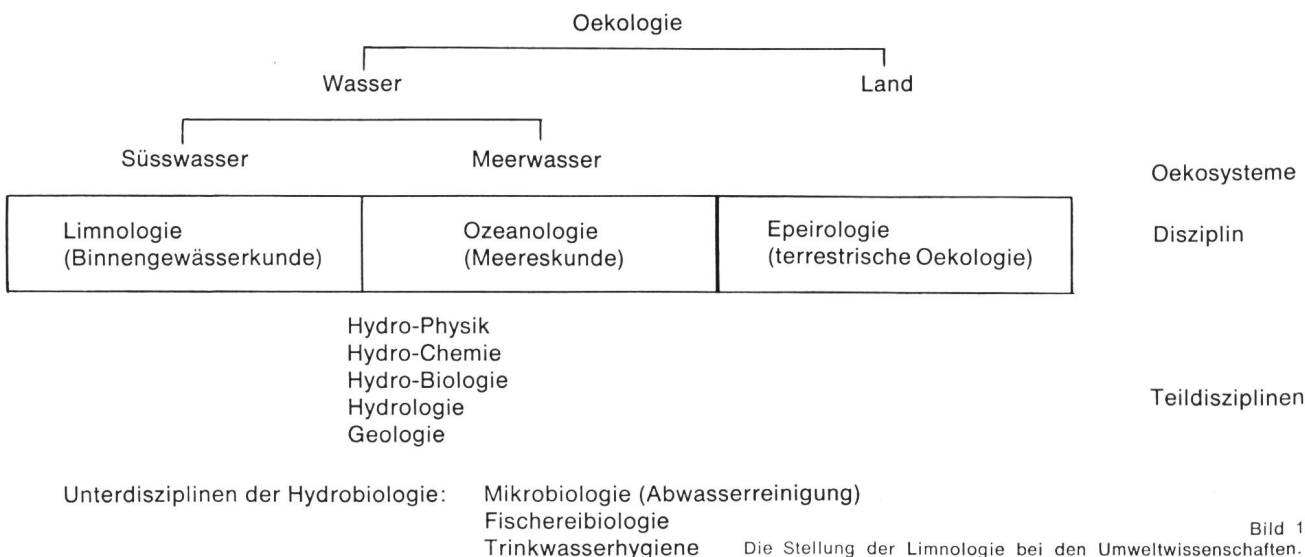 Oekologie
Wasser Land
Süsswasser Meerwasser
Oekosysteme
Limnologie Ozeanologie Epeirologie Disziplin
(Binnengewässerkunde) (Meereskunde) (terrestrische Oekologie)
Hydro-Physik
Hydro-Chemie
Hydro-Biologie
Hydrologie Teildisziplinen
Geologie
Unterdisziplinen der Hydrobiologie: Mikrobiologie (Abwasserreinigung)
Fischereibiologie Bild 1
Trinkwasserhygiene Die Stellung der Limnologie bei den Umweltwissenschaften.